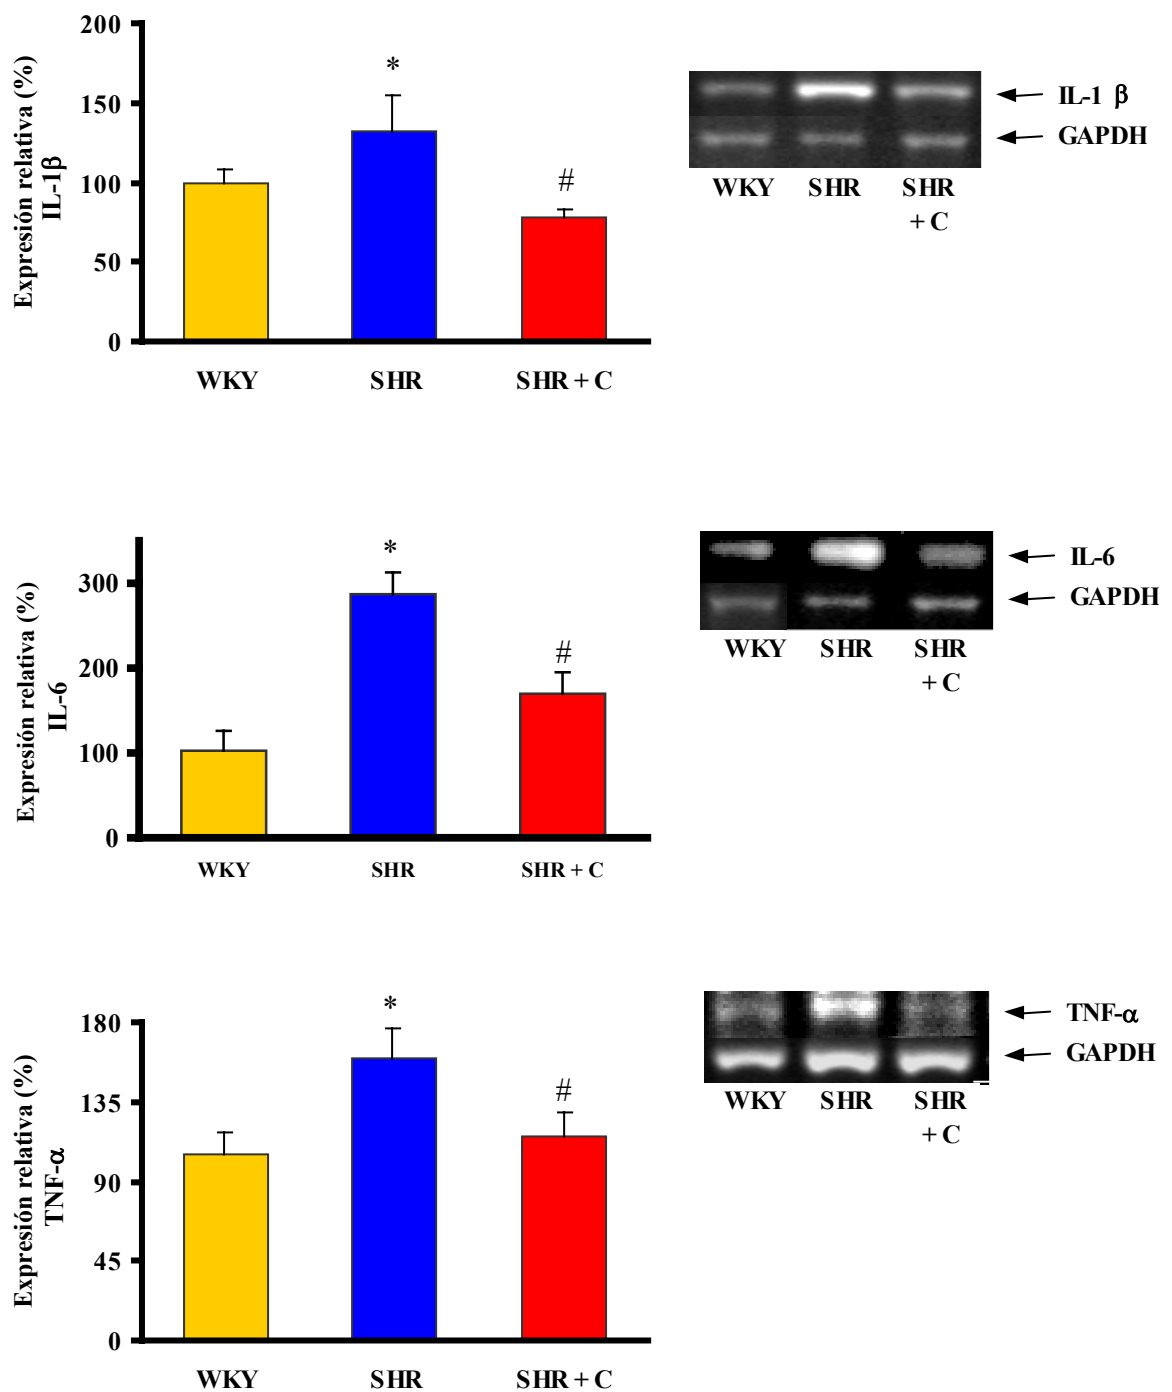 200
150
100
50
0
Expresión relativa (%)
IL-1β
*
#
WKY
SHR
SHR + C
IL-1 β
GAPDH
WKY
SHR
SHR
+ C
300
200
100
0
Expresión relativa (%)
IL-6
*
#
WKY
SHR
SHR + C
IL-6
GAPDH
WKY
SHR
SHR
+ C
180
135
90
45
0
Expresión relativa (%)
TNF-α
*
#
WKY
SHR
SHR + C
TNF-α
GAPDH
WKY
SHR
SHR
+ C